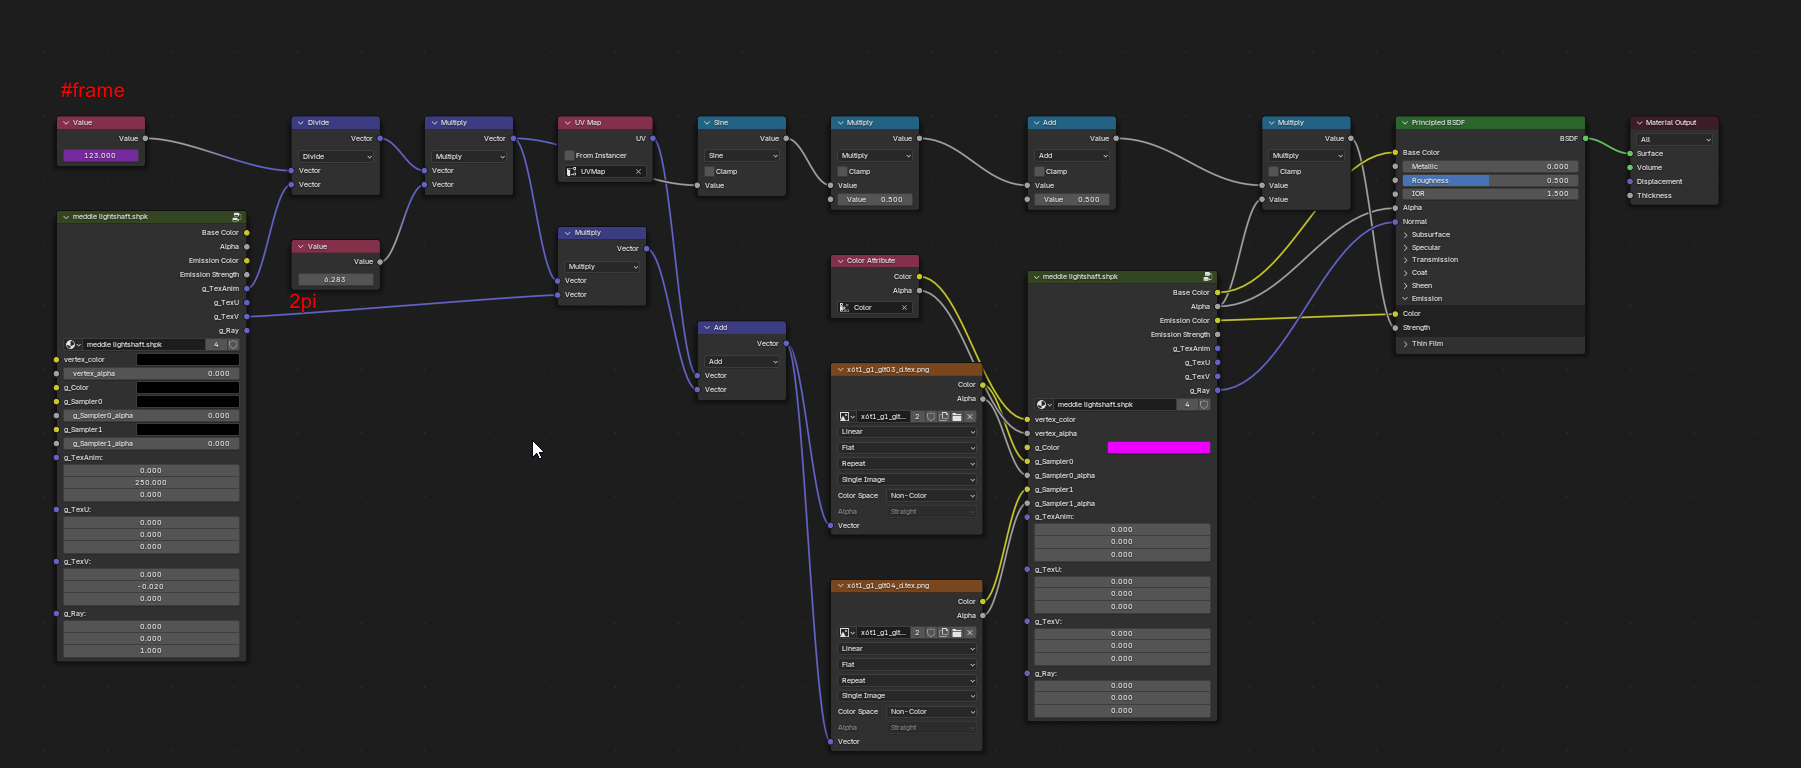 #frame
Value
Value
123.000
meddle lightshaft.shpk
Base Color
Alpha
Emission Color
Emission Strength
g_TexAnim
g_TexU
g_TexV
g_Ray
meddle lightshaft.shpk 4
vertex_color
vertex_alpha 0.000
g_Color
g_Sampler0
g_Sampler0_alpha 0.000
g_Sampler1
g_Sampler1_alpha 0.000
g_TexAnim:
0.000
250.000
0.000
g_TexU:
0.000
0.000
0.000
g_TexV:
0.000
-0.020
0.000
g_Ray:
0.000
0.000
1.000
Divide
Vector
Divide
Vector
Vector
Value
Value
6.283
2pi
Multiply
Vector
Multiply
Vector
Vector
UV Map
UV
From Instancer
UVMap
Multiply
Vector
Multiply
Vector
Vector
Sine
Value
Sine
Clamp
Value
Add
Vector
Add
Vector
Vector
Multiply
Value
Multiply
Clamp
Value
Value 0.500
Color Attribute
Color
Alpha
Color
x6t1_g1_glt03_d.tex.png
Color
Alpha
x6t1_g1_glt... 2
Linear
Flat
Repeat
Single Image
Color Space Non-Color
Alpha Straight
Vector
x6t1_g1_glt04_d.tex.png
Color
Alpha
x6t1_g1_glt... 2
Linear
Flat
Repeat
Single Image
Color Space Non-Color
Alpha Straight
Vector
Add
Value
Add
Clamp
Value
Value 0.500
meddle lightshaft.shpk
Base Color
Alpha
Emission Color
Emission Strength
g_TexAnim
g_TexU
g_TexV
g_Ray
meddle lightshaft.shpk 4
vertex_color
vertex_alpha
g_Color
g_Sampler0
g_Sampler0_alpha
g_Sampler1
g_Sampler1_alpha
g_TexAnim:
0.000
0.000
0.000
g_TexU:
0.000
0.000
0.000
g_TexV:
0.000
0.000
0.000
g_Ray:
0.000
0.000
0.000
Multiply
Value
Multiply
Clamp
Value
Value
Principled BSDF
BSDF
Base Color
Metallic 0.000
Roughness 0.500
IOR 1.500
Alpha
Normal
Subsurface
Specular
Transmission
Coat
Sheen
Emission
Color
Strength
Thin Film
Material Output
All
Surface
Volume
Displacement
Thickness